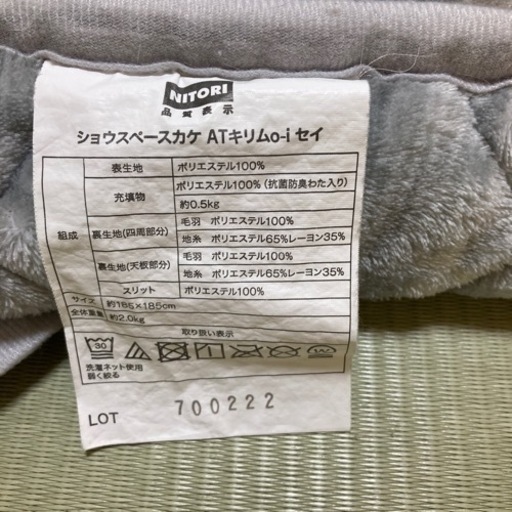 NITORI
品質表示
ショウスペースカケ ATキリムo-i セイ
表生地 ポリエステル100%
充填物 ポリエステル100% (抗菌防臭わた入り)
約0.5kg
組成 裏生地(四周部分) 毛羽 ポリエステル100%
地糸 ポリエステル65%レーヨン35%
裏生地(天板部分) 毛羽 ポリエステル100%
地糸 ポリエステル65%レーヨン35%
スリット ポリエステル100%
サイズ 約185×185cm
全体重量 約2.0kg
取り扱い表示
30
洗濯ネット使用
弱く絞る
LOT 700222